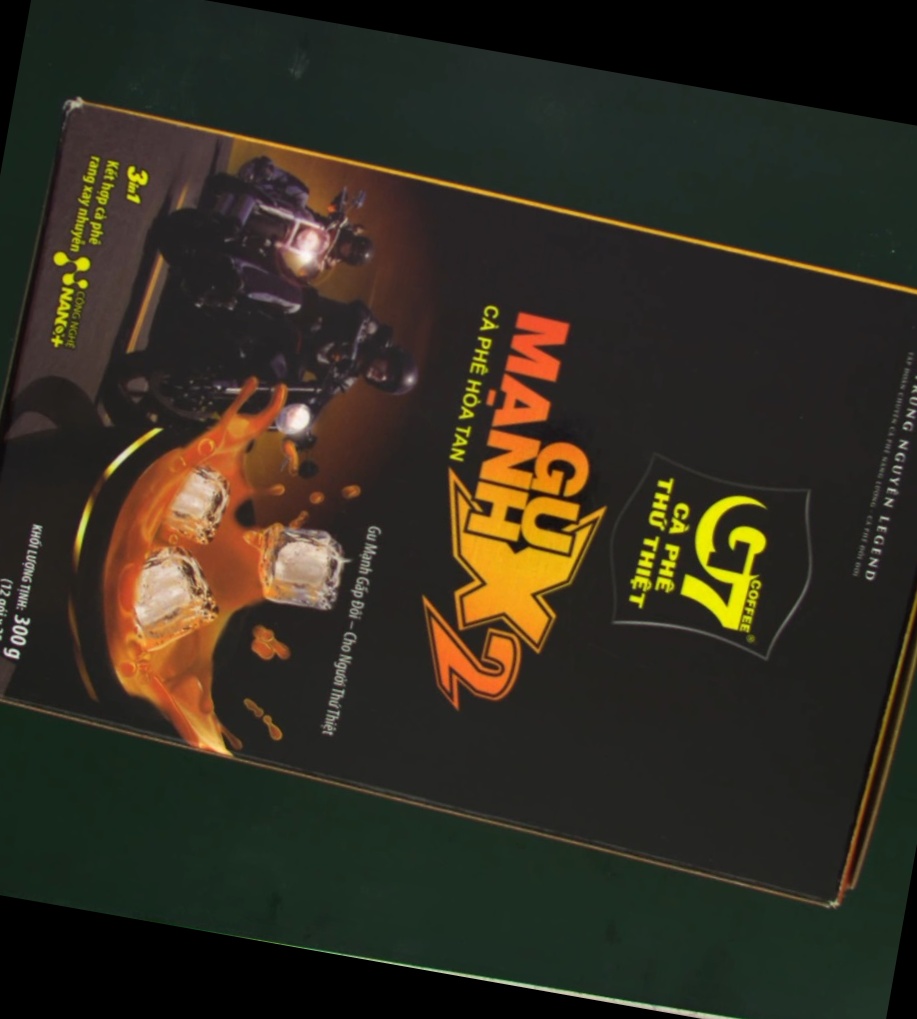 TRUNG NGUYÊN LEGEND
G7
COFFEE®
CÀ PHÊ
THỨ THIỆT
GU
MẠNH X2
CÀ PHÊ HÒA TAN
Gu Mạnh Gấp Đôi – Cho Người Thứ Thiệt
3in1
Kết hợp cà phê
rang xay nhuyễn
CÔNG NGHỆ
NANO+
KHỐI LƯỢNG TỊNH: 300 g
(12 gói x